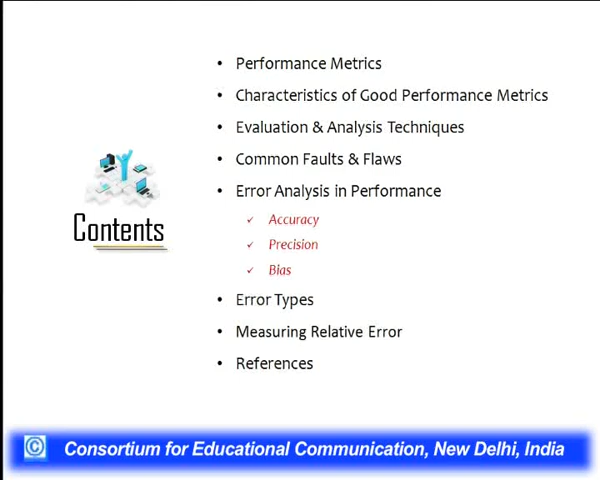 Contents
• Performance Metrics
• Characteristics of Good Performance Metrics
• Evaluation & Analysis Techniques
• Common Faults & Flaws
• Error Analysis in Performance
✓ Accuracy
✓ Precision
✓ Bias
• Error Types
• Measuring Relative Error
• References
© Consortium for Educational Communication, New Delhi, India